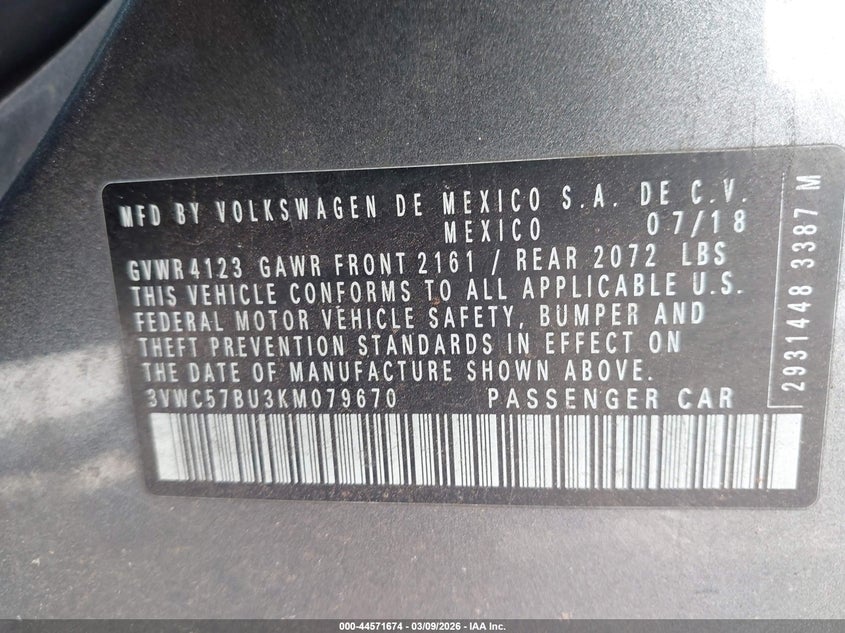 MFD BY VOLKSWAGEN DE MEXICO S.A. DE C.V.
MEXICO 07/18
GVWR4123 GAWR FRONT 2161 / REAR 2072 LBS
THIS VEHICLE CONFORMS TO ALL APPLICABLE U.S.
FEDERAL MOTOR VEHICLE SAFETY, BUMPER AND
THEFT PREVENTION STANDARDS IN EFFECT ON
THE DATE OF MANUFACTURE SHOWN ABOVE.
3VWC57BU3KM079670 PASSENGER CAR
2931448 3387 M
000-44571674 | 03/09/2026 | IAA Inc.